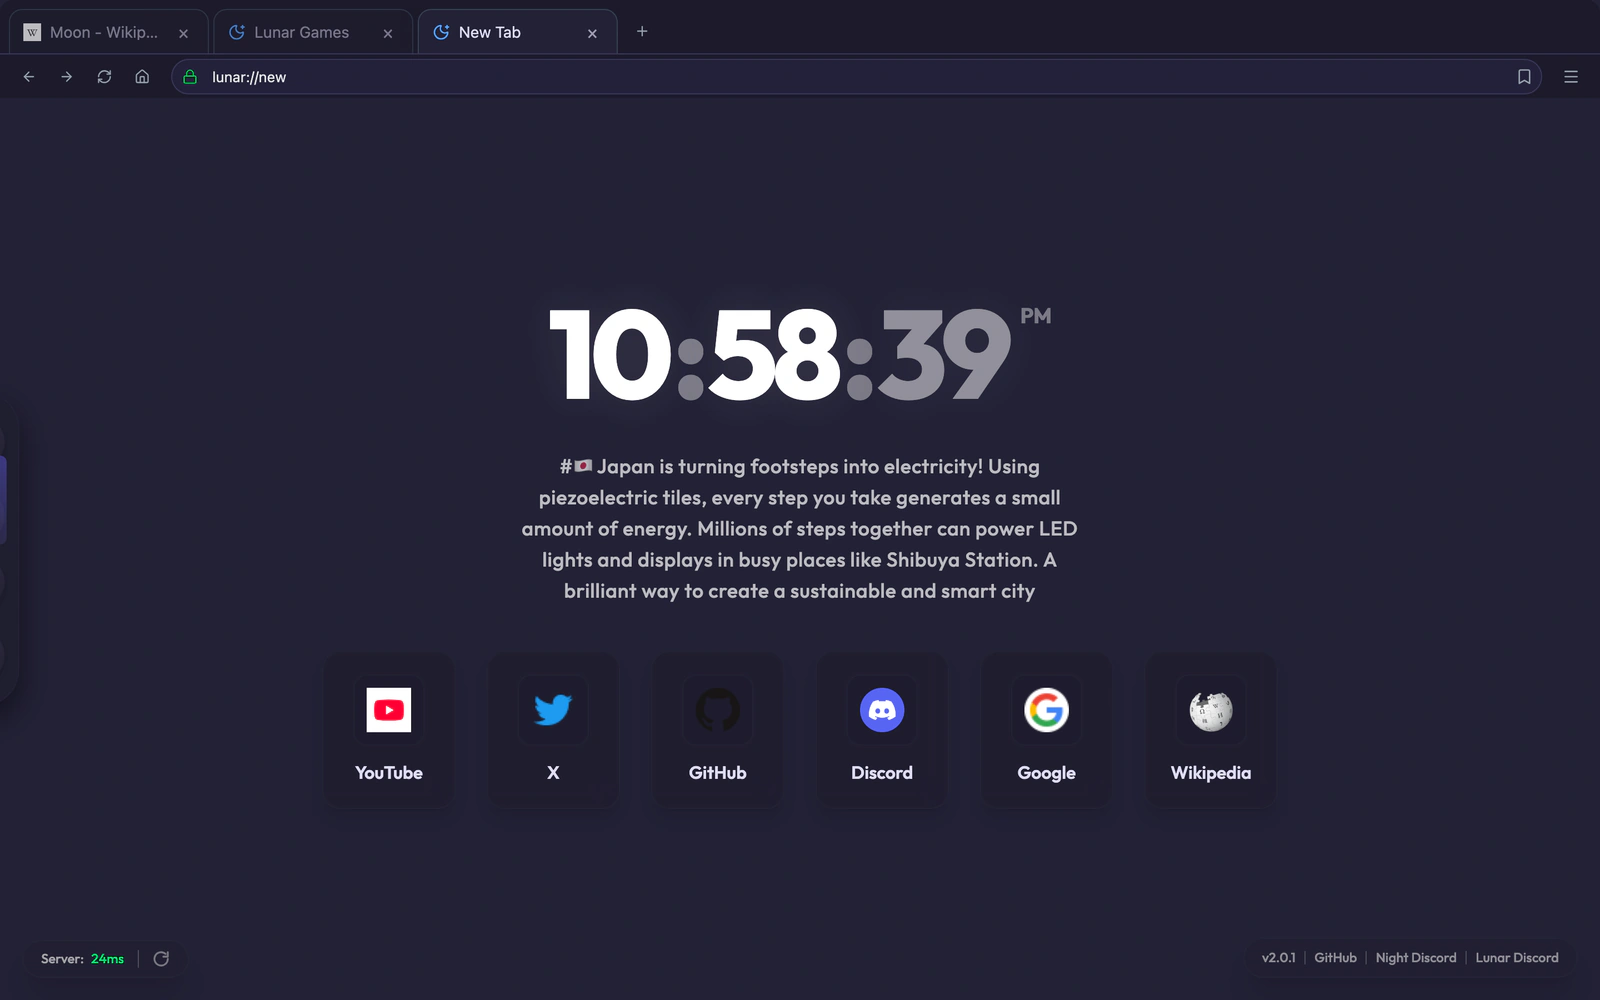 W Moon - Wikip...
Lunar Games
New Tab
lunar://new
10:58:39 PM
#🇯🇵 Japan is turning footsteps into electricity! Using
piezoelectric tiles, every step you take generates a small
amount of energy. Millions of steps together can power LED
lights and displays in busy places like Shibuya Station. A
brilliant way to create a sustainable and smart city
YouTube
X
GitHub
Discord
Google
Wikipedia
Server: 24ms
v2.0.1 | GitHub | Night Discord | Lunar Discord